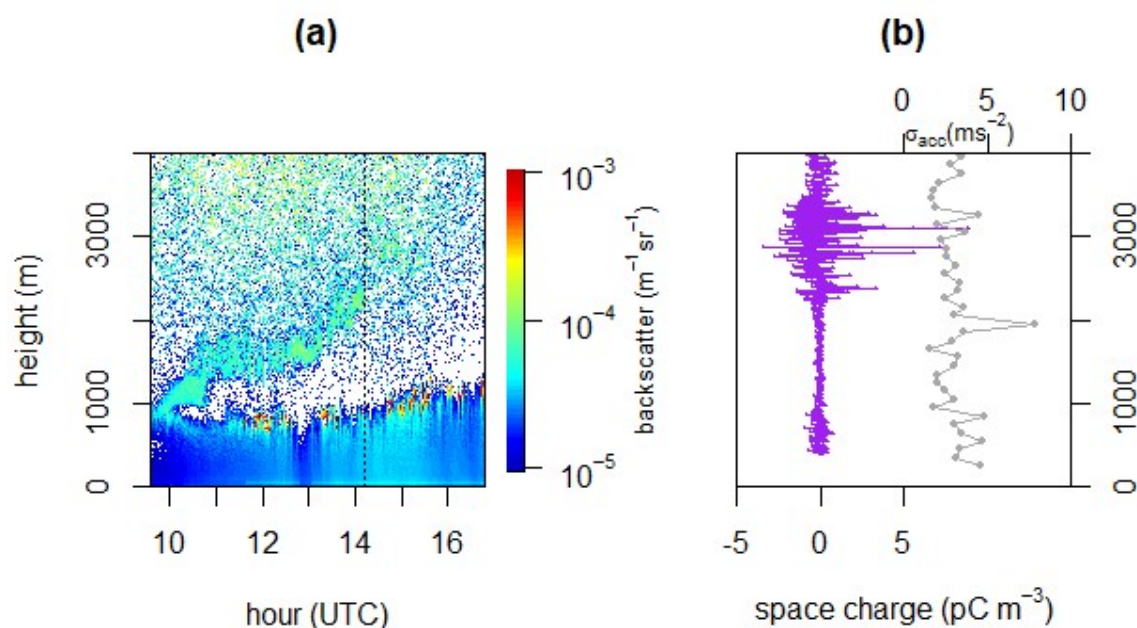 (a)
height (m)
0 1000 3000
10 12 14 16
hour (UTC)
10⁻³
10⁻⁴
10⁻⁵
backscatter (m⁻¹ sr⁻¹)
(b)
0 5 10
σacc(ms⁻²)
0 1000 3000
-5 0 5
space charge (pC m⁻³)